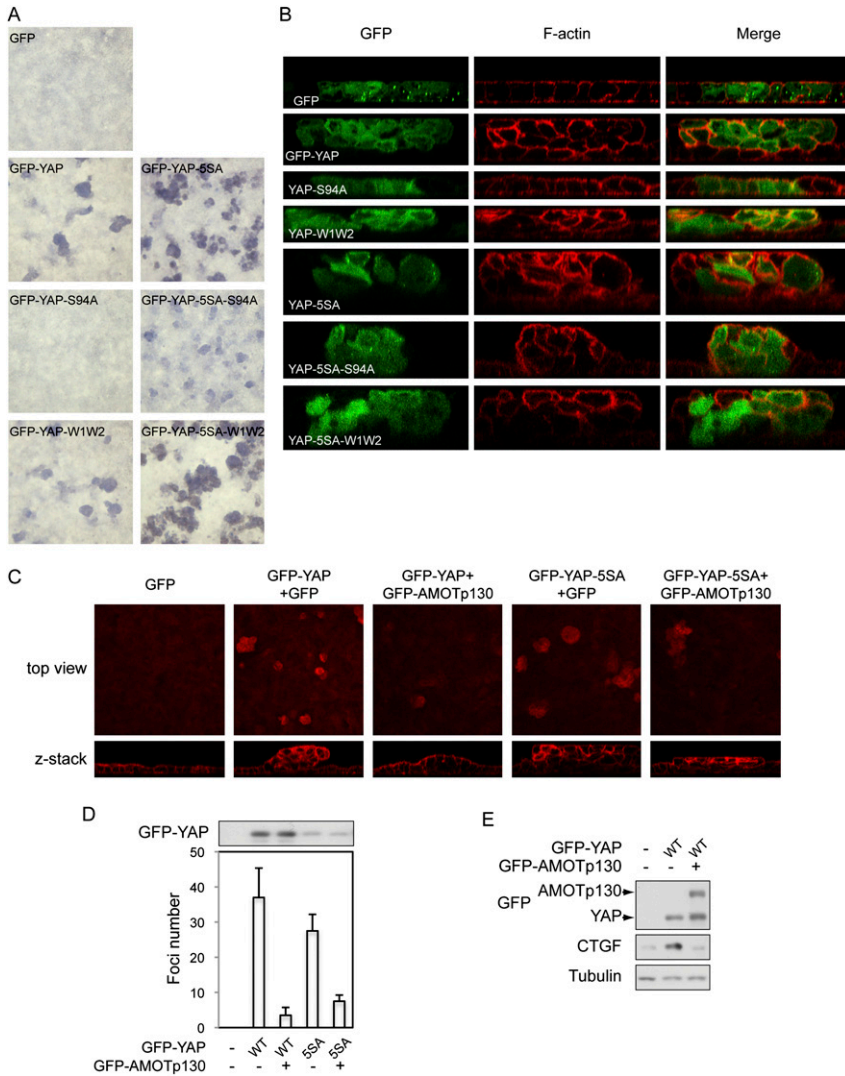 A
GFP
GFP-YAP
GFP-YAP-5SA
GFP-YAP-S94A
GFP-YAP-5SA-S94A
GFP-YAP-W1W2
GFP-YAP-5SA-W1W2
B
GFP F-actin Merge
GFP
GFP-YAP
YAP-S94A
YAP-W1W2
YAP-5SA
YAP-5SA-S94A
YAP-5SA-W1W2
C
GFP
GFP-YAP
+GFP
GFP-YAP+
GFP-AMOTp130
GFP-YAP-5SA
+GFP
GFP-YAP-5SA+
GFP-AMOTp130
top view
z-stack
D
GFP-YAP
Foci number
50
40
30
20
10
0
GFP-YAP - WT WT 5SA 5SA
GFP-AMOTp130 - - + - +
E
GFP-YAP - WT WT
GFP-AMOTp130 - - +
GFP
AMOTp130
YAP
CTGF
Tubulin